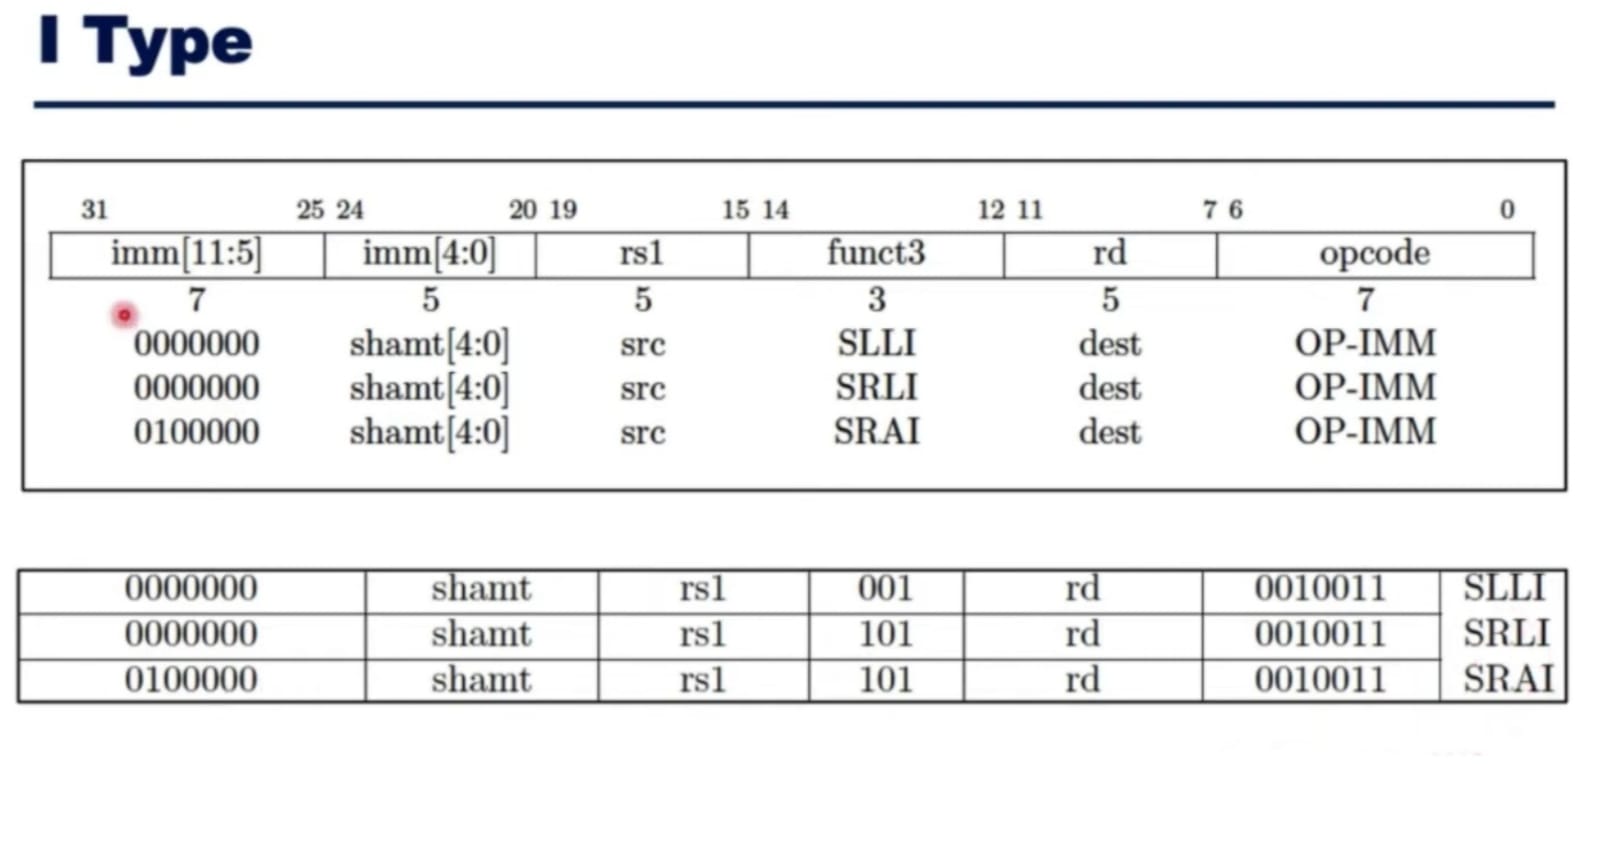 I Type
31 25 24 20 19 15 14 12 11 7 6 0
imm[11:5] imm[4:0] rs1 funct3 rd opcode
7 5 5 3 5 7
0000000 shamt[4:0] src SLLI dest OP-IMM
0000000 shamt[4:0] src SRLI dest OP-IMM
0100000 shamt[4:0] src SRAI dest OP-IMM
0000000 shamt rs1 001 rd 0010011 SLLI
0000000 shamt rs1 101 rd 0010011 SRLI
0100000 shamt rs1 101 rd 0010011 SRAI